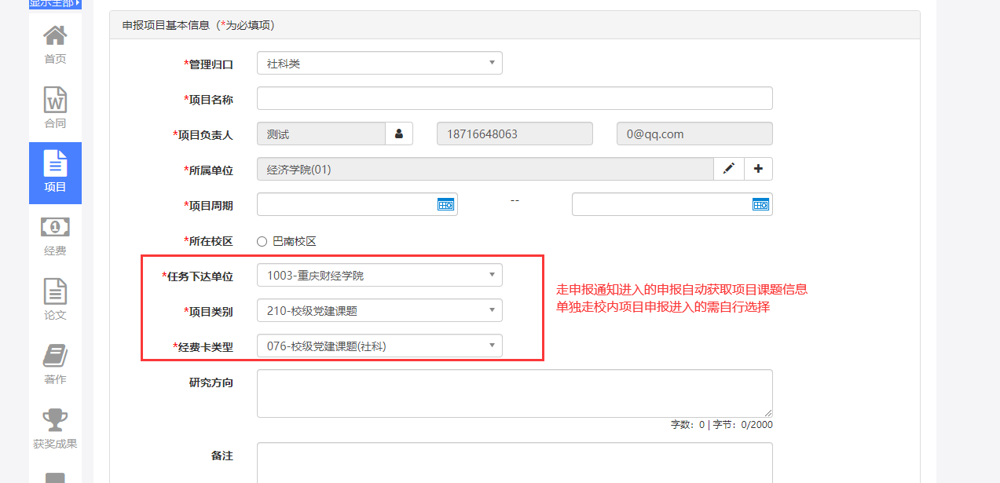 显示全部
首页
合同
项目
经费
论文
著作
获奖成果
申报项目基本信息（*为必填项）
*管理归口 社科类
*项目名称
*项目负责人 测试 18716648063 0@qq.com
*所属单位 经济学院(01)
*项目周期 --
*所在校区 巴南校区
*任务下达单位 1003-重庆财经学院
*项目类别 210-校级党建课题
*经费卡类型 076-校级党建课题(社科)
走申报通知进入的申报自动获取项目课题信息
单独走校内项目申报进入的需自行选择
研究方向
字数：0 | 字节：0/2000
备注